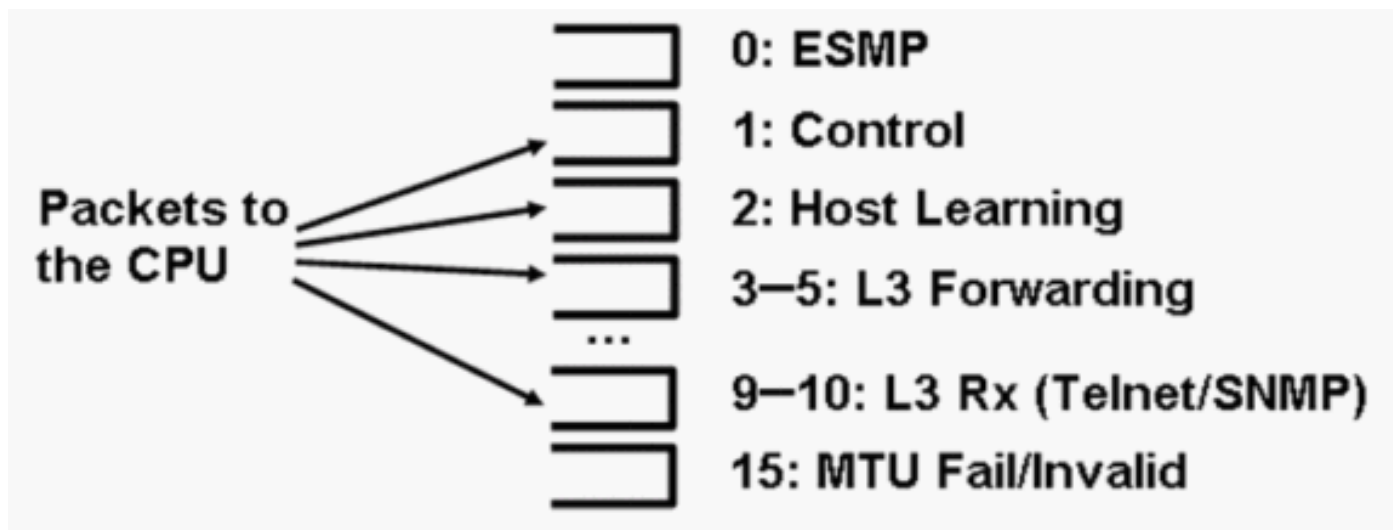 0: ESMP
1: Control
Packets to
the CPU
2: Host Learning
3–5: L3 Forwarding
...
9–10: L3 Rx (Telnet/SNMP)
15: MTU Fail/Invalid